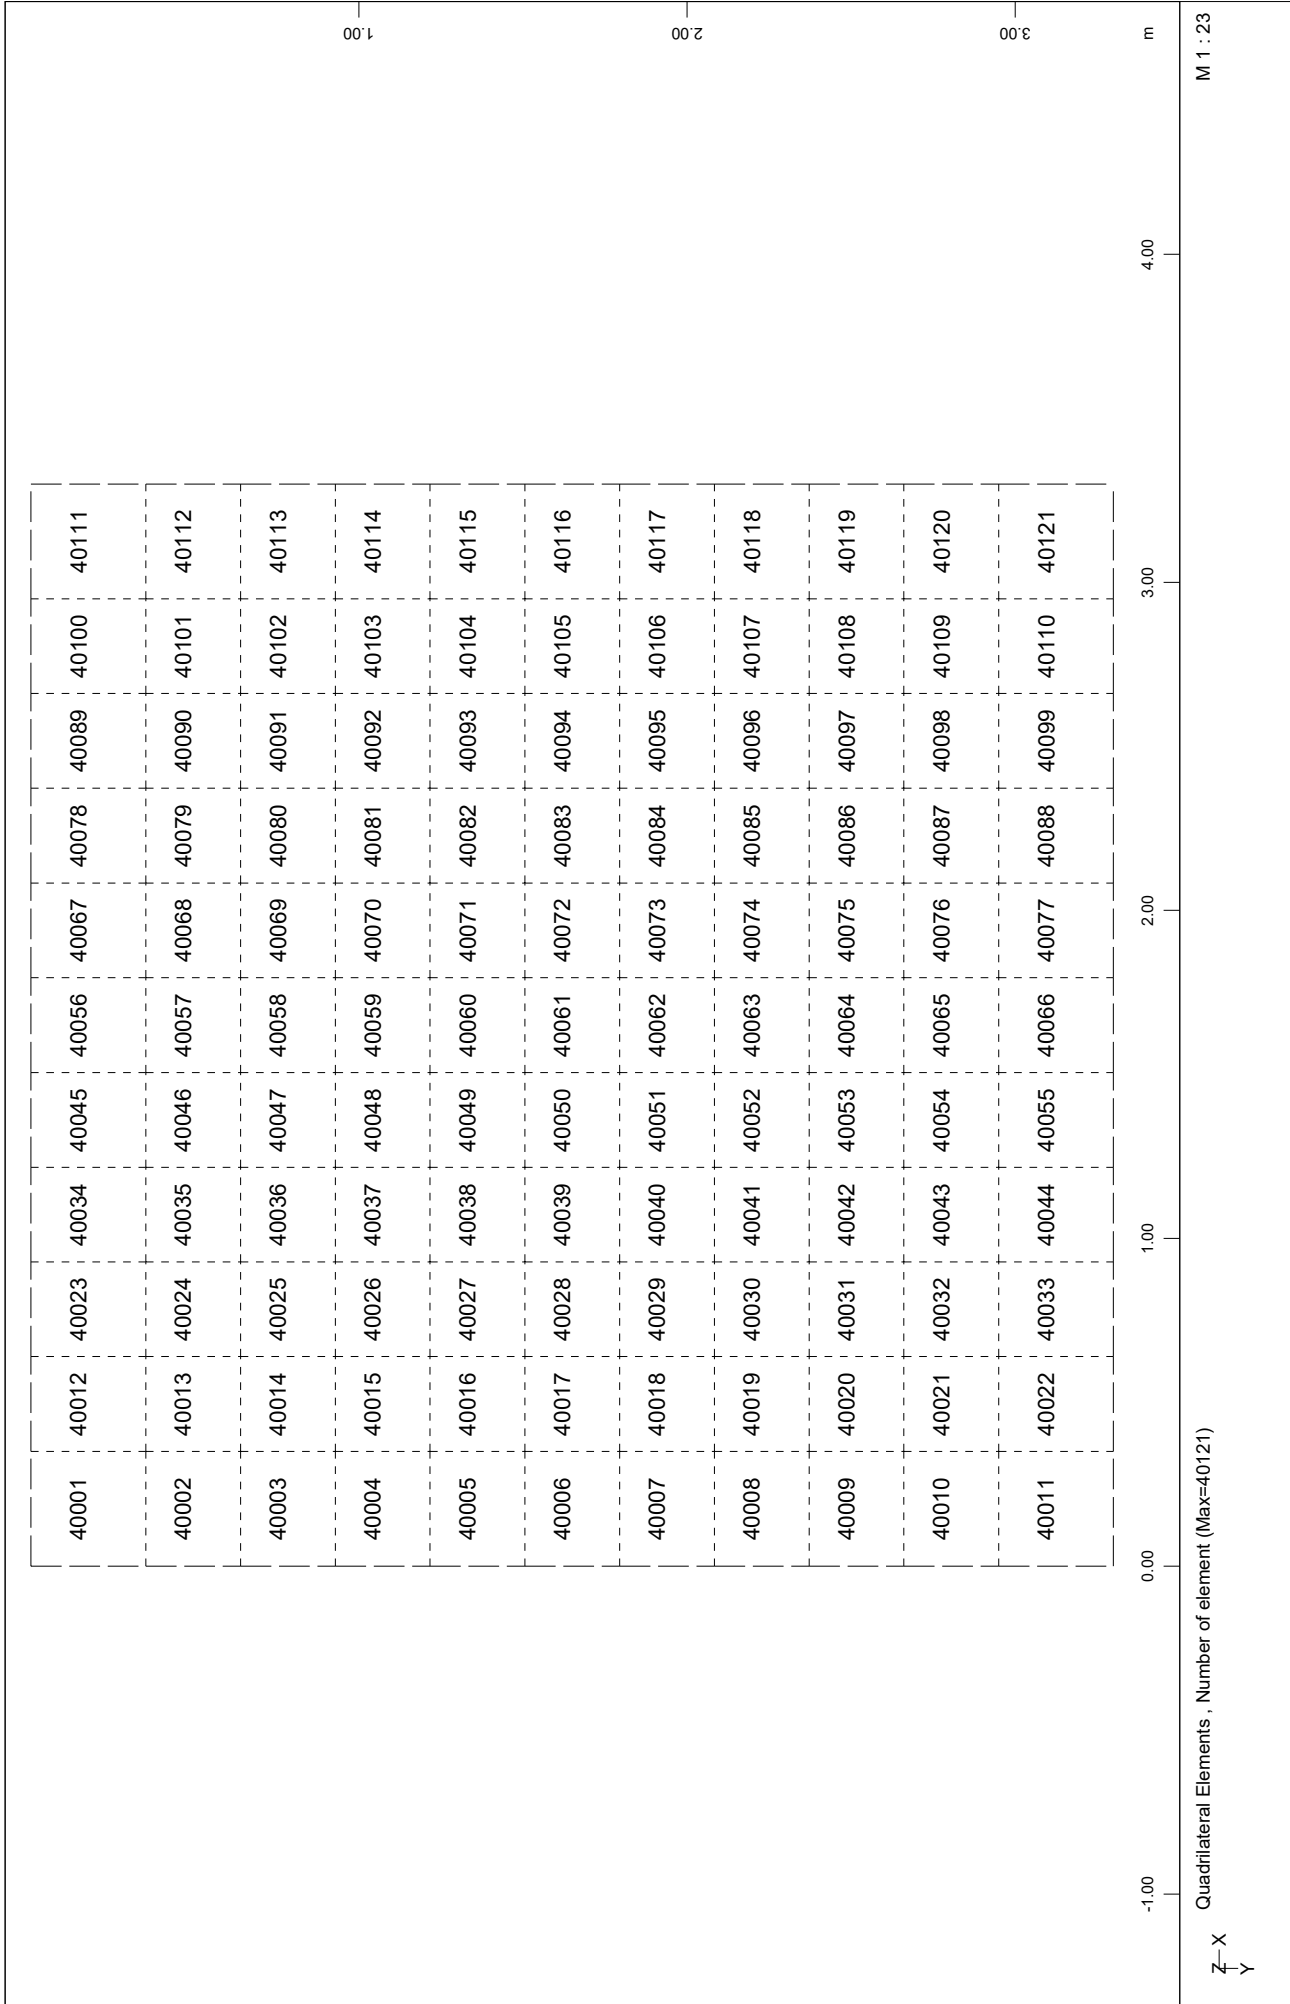 40001 40012 40023 40034 40045 40056 40067 40078 40089 40100 40111
40002 40013 40024 40035 40046 40057 40068 40079 40090 40101 40112
40003 40014 40025 40036 40047 40058 40069 40080 40091 40102 40113
1.00
40004 40015 40026 40037 40048 40059 40070 40081 40092 40103 40114
40005 40016 40027 40038 40049 40060 40071 40082 40093 40104 40115
40006 40017 40028 40039 40050 40061 40072 40083 40094 40105 40116
40007 40018 40029 40040 40051 40062 40073 40084 40095 40106 40117
2.00
40008 40019 40030 40041 40052 40063 40074 40085 40096 40107 40118
40009 40020 40031 40042 40053 40064 40075 40086 40097 40108 40119
40010 40021 40032 40043 40054 40065 40076 40087 40098 40109 40120
3.00
40011 40022 40033 40044 40055 40066 40077 40088 40099 40110 40121
-1.00 0.00 1.00 2.00 3.00 4.00 m
Quadrilateral Elements , Number of element (Max=40121) M 1 : 23
Z X
Y